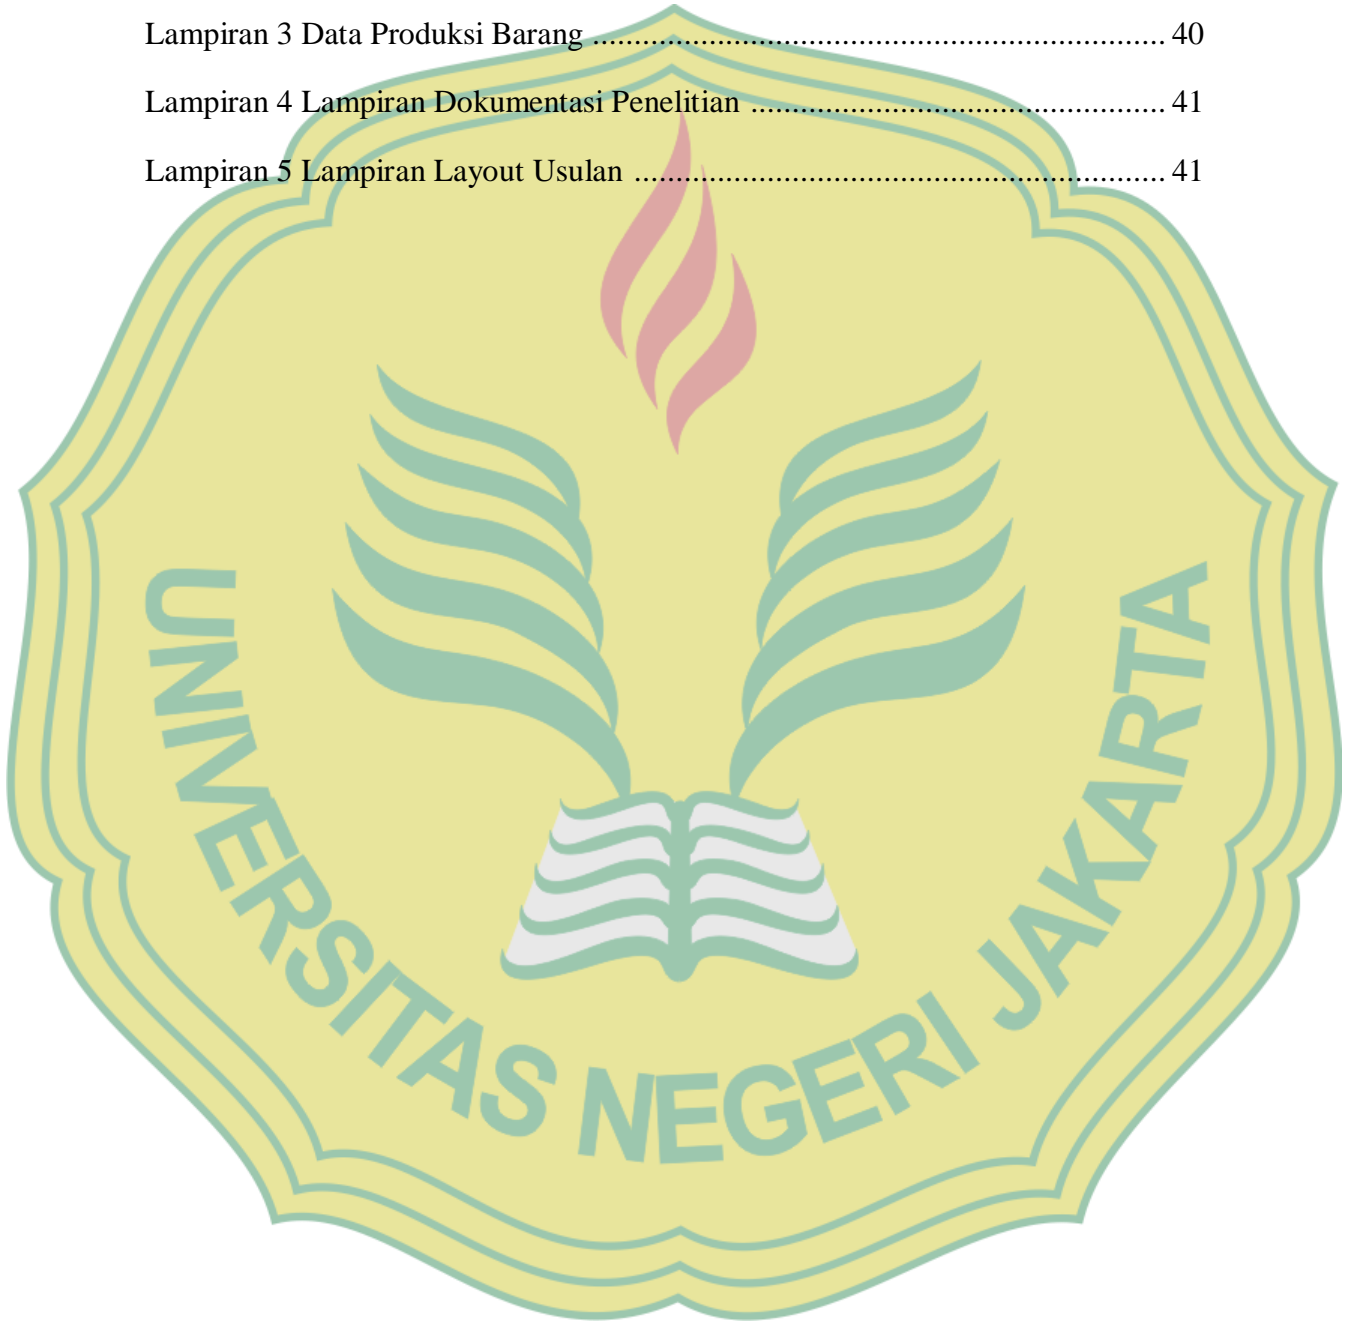 Lampiran 3 Data Produksi Barang ........................................................................ 40
Lampiran 4 Lampiran Dokumentasi Penelitian .................................................... 41
Lampiran 5 Lampiran Layout Usulan .................................................................. 41
UNIVERSITAS NEGERI JAKARTA